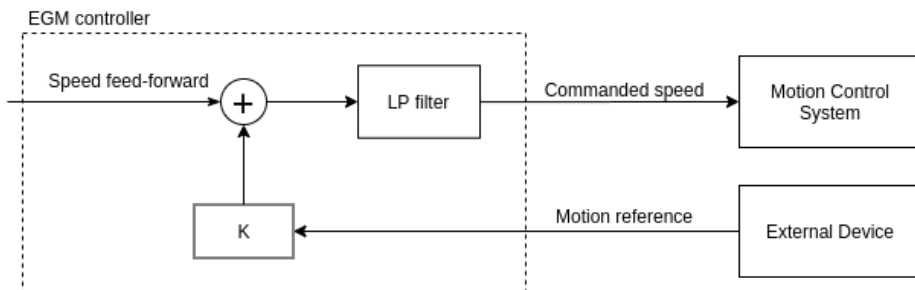 EGM controller
Speed feed-forward
+
LP filter
Commanded speed
Motion Control
System
K
Motion reference
External Device